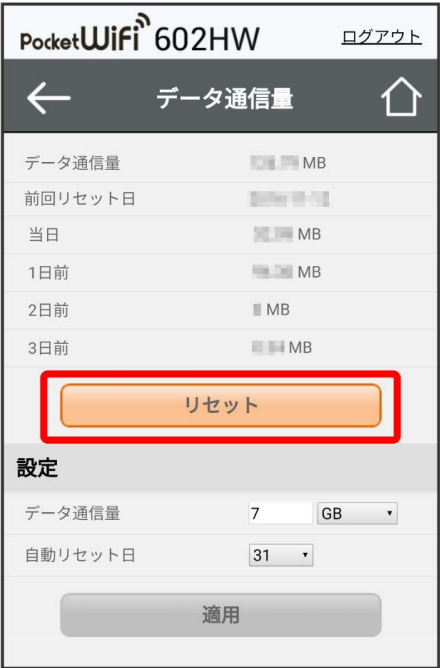 PocketWiFi 602HW ログアウト
データ通信量
データ通信量 MB
前回リセット日
当日 MB
1日前 MB
2日前 MB
3日前 MB
リセット
設定
データ通信量 7 GB
自動リセット日 31
適用